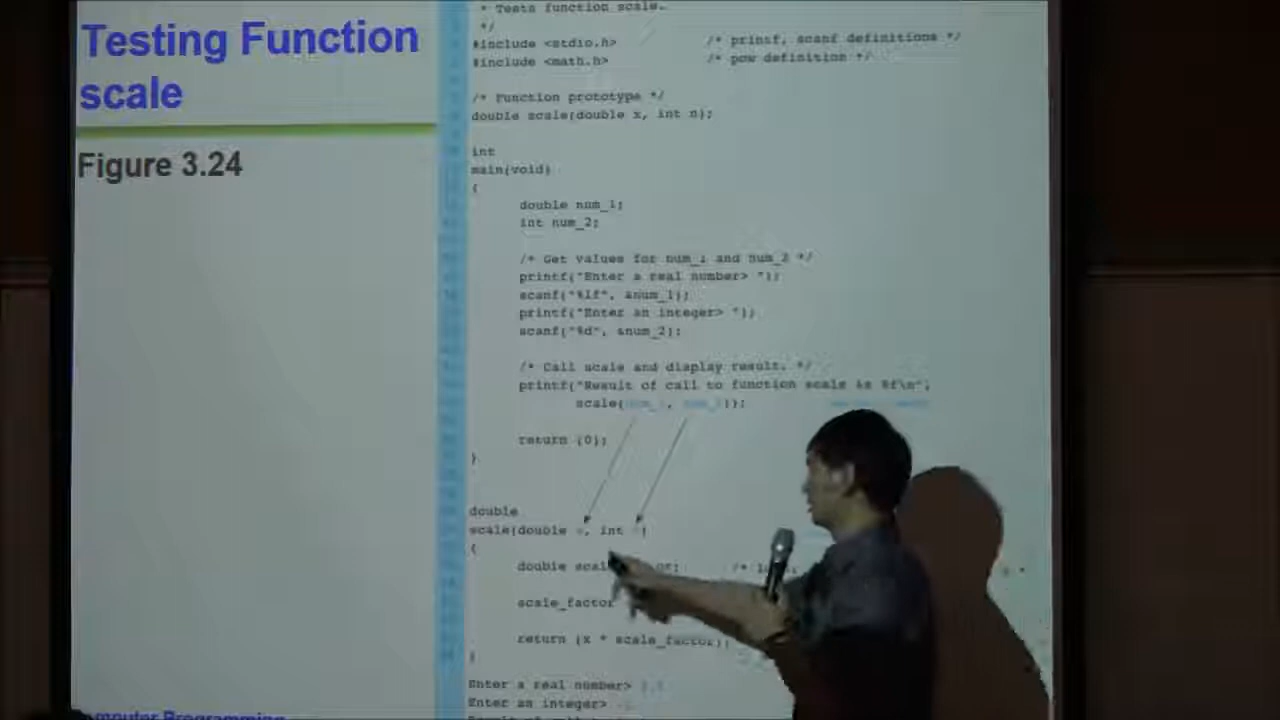 Testing Function
scale
Figure 3.24
* Tests function scale.
*/
#include <stdio.h> /* printf, scanf definitions */
#include <math.h> /* pow definition */
/* Function prototype */
double scale(double x, int n);
int
main(void)
{
double num_1;
int num_2;
/* Get values for num_1 and num_2 */
printf("Enter a real number> ");
scanf("%lf", &num_1);
printf("Enter an integer> ");
scanf("%d", &num_2);
/* Call scale and display result. */
printf("Result of call to function scale is %f\n",
scale(num_1, num_2));
return (0);
}
double
scale(double x, int n)
{
double
scale_factor
return (x * scale_factor);
}
Enter a real number>
Enter an integer>
Computer Programming